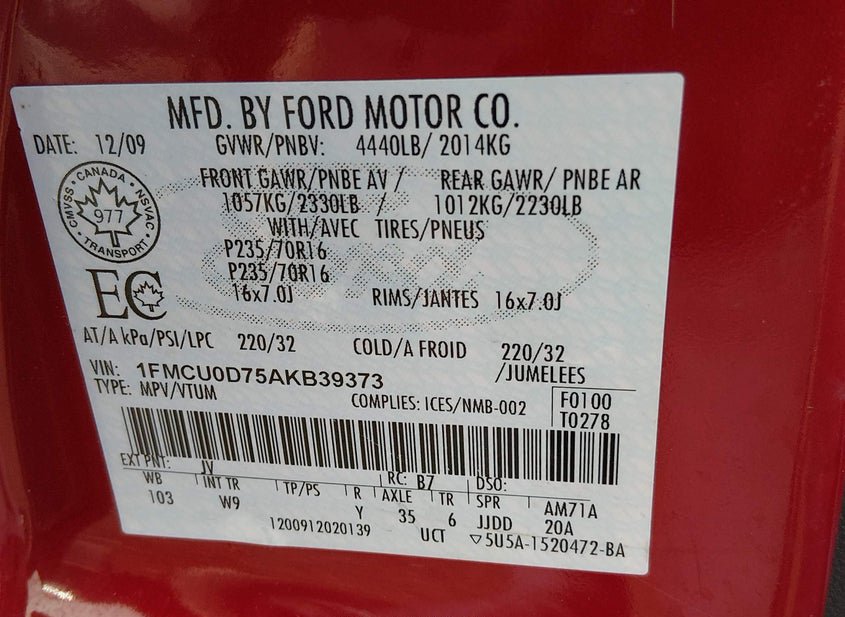 MFD. BY FORD MOTOR CO.
DATE: 12/09 GVWR/PNBV: 4440LB/ 2014KG
FRONT GAWR/PNBE AV / REAR GAWR/ PNBE AR
1057KG/2330LB / 1012KG/2230LB
WITH/AVEC TIRES/PNEUS
CMVSS • CANADA • NSVAC • TRANSPORT •
977
P235/70R16
P235/70R16
16x7.0J RIMS/JANTES 16x7.0J
EC
AT/A kPa/PSI/LPC 220/32 COLD/A FROID 220/32
/JUMELEES
VIN: 1FMCU0D75AKB39373
TYPE: MPV/VTUM COMPLIES: ICES/NMB-002 F0100
T0278
EXT PNT: JV RC: B7 DSO:
WB INT TR TP/PS R AXLE TR SPR AM71A
103 W9 Y 35 6 JJDD 20A
1200912020139 UCT ▽5U5A-1520472-BA